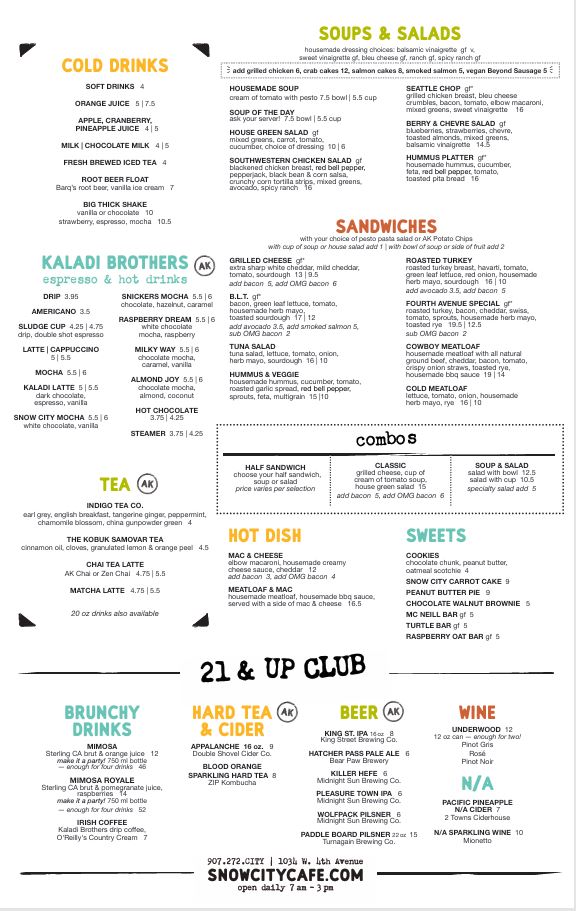 COLD DRINKS
SOFT DRINKS 4
ORANGE JUICE 5 | 7.5
APPLE, CRANBERRY,
PINEAPPLE JUICE 4 | 5
MILK | CHOCOLATE MILK 4 | 5
FRESH BREWED ICED TEA 4
ROOT BEER FLOAT
Barq's root beer, vanilla ice cream 7
BIG THICK SHAKE
vanilla or chocolate 10
strawberry, espresso, mocha 10.5
KALADI BROTHERS AK
espresso & hot drinks
DRIP 3.95
AMERICANO 3.5
SLUDGE CUP 4.25 | 4.75
drip, double shot espresso
LATTE | CAPPUCCINO
5 | 5.5
MOCHA 5.5 | 6
KALADI LATTE 5 | 5.5
dark chocolate,
espresso, vanilla
SNOW CITY MOCHA 5.5 | 6
white chocolate, vanilla
SNICKERS MOCHA 5.5 | 6
chocolate, hazelnut, caramel
RASPBERRY DREAM 5.5 | 6
white chocolate
mocha, raspberry
MILKY WAY 5.5 | 6
chocolate mocha,
caramel, vanilla
ALMOND JOY 5.5 | 6
chocolate mocha,
almond, coconut
HOT CHOCOLATE
3.75 | 4.25
STEAMER 3.75 | 4.25
TEA AK
INDIGO TEA CO.
earl grey, english breakfast, tangerine ginger, peppermint,
chamomile blossom, china gunpowder green 4
THE KOBUK SAMOVAR TEA
cinnamon oil, cloves, granulated lemon & orange peel 4.5
CHAI TEA LATTE
AK Chai or Zen Chai 4.75 | 5.5
MATCHA LATTE 4.75 | 5.5
20 oz drinks also available
SOUPS & SALADS
housemade dressing choices: balsamic vinaigrette gf v,
sweet vinaigrette gf, bleu cheese gf, ranch gf, spicy ranch gf
add grilled chicken 6, crab cakes 12, salmon cakes 8, smoked salmon 5, vegan Beyond Sausage 5
HOUSEMADE SOUP
cream of tomato with pesto 7.5 bowl | 5.5 cup
SOUP OF THE DAY
ask your server! 7.5 bowl | 5.5 cup
HOUSE GREEN SALAD gf
mixed greens, carrot, tomato,
cucumber, choice of dressing 10 | 6
SOUTHWESTERN CHICKEN SALAD gf
blackened chicken breast, red bell pepper,
pepperjack, black bean & corn salsa,
crunchy corn tortilla strips, mixed greens,
avocado, spicy ranch 16
SEATTLE CHOP gf*
grilled chicken breast, bleu cheese
crumbles, bacon, tomato, elbow macaroni,
mixed greens, sweet vinaigrette 16
BERRY & CHEVRE SALAD gf
blueberries, strawberries, chevre,
toasted almonds, mixed greens,
balsamic vinaigrette 14.5
HUMMUS PLATTER gf*
housemade hummus, cucumber,
feta, red bell pepper, tomato,
toasted pita bread 16
SANDWICHES
with your choice of pesto pasta salad or AK Potato Chips
with cup of soup or house salad add 1 | with bowl of soup or side of fruit add 2
GRILLED CHEESE gf*
extra sharp white cheddar, mild cheddar,
tomato, sourdough 13 | 9.5
add bacon 5, add OMG bacon 6
B.L.T. gf*
bacon, green leaf lettuce, tomato,
housemade herb mayo,
toasted sourdough 17 | 12
add avocado 3.5, add smoked salmon 5,
sub OMG bacon 2
TUNA SALAD
tuna salad, lettuce, tomato, onion,
herb mayo, sourdough 16 | 10
HUMMUS & VEGGIE
housemade hummus, cucumber, tomato,
roasted garlic spread, red bell pepper,
sprouts, feta, multigrain 15 | 10
ROASTED TURKEY
roasted turkey breast, havarti, tomato,
green leaf lettuce, red onion, housemade
herb mayo, sourdough 16 | 10
add avocado 3.5, add bacon 5
FOURTH AVENUE SPECIAL gf*
roasted turkey, bacon, cheddar, swiss,
tomato, sprouts, housemade herb mayo,
toasted rye 19.5 | 12.5
sub OMG bacon 2
COWBOY MEATLOAF
housemade meatloaf with all natural
ground beef, cheddar, bacon, tomato,
crispy onion straws, toasted rye,
housemade bbq sauce 19 | 14
COLD MEATLOAF
lettuce, tomato, onion, housemade
herb mayo, rye 16 | 10
combos
HALF SANDWICH
choose your half sandwich,
soup or salad
price varies per selection
CLASSIC
grilled cheese, cup of
cream of tomato soup,
house green salad 15
add bacon 5, add OMG bacon 6
SOUP & SALAD
salad with bowl 12.5
salad with cup 10.5
specialty salad add 5
HOT DISH
MAC & CHEESE
elbow macaroni, housemade creamy
cheese sauce, cheddar 12
add bacon 3, add OMG bacon 4
MEATLOAF & MAC
housemade meatloaf, housemade bbq sauce,
served with a side of mac & cheese 16.5
SWEETS
COOKIES
chocolate chunk, peanut butter,
oatmeal scotchie 4
SNOW CITY CARROT CAKE 9
PEANUT BUTTER PIE 9
CHOCOLATE WALNUT BROWNIE 5
MC NEILL BAR gf 5
TURTLE BAR gf 5
RASPBERRY OAT BAR gf 5
21 & UP CLUB
BRUNCHY
DRINKS
MIMOSA
Sterling CA brut & orange juice 12
make it a party! 750 ml bottle
— enough for four drinks 46
MIMOSA ROYALE
Sterling CA brut & pomegranate juice,
raspberries 14
make it a party! 750 ml bottle
— enough for four drinks 52
IRISH COFFEE
Kaladi Brothers drip coffee,
O'Reilly's Country Cream 7
HARD TEA AK
& CIDER
APPALANCHE 16 oz. 9
Double Shovel Cider Co.
BLOOD ORANGE
SPARKLING HARD TEA 8
ZIP Kombucha
BEER AK
KING ST. IPA 16oz 8
King Street Brewing Co.
HATCHER PASS PALE ALE 6
Bear Paw Brewery
KILLER HEFE 6
Midnight Sun Brewing Co.
PLEASURE TOWN IPA 6
Midnight Sun Brewing Co.
WOLFPACK PILSNER 6
Midnight Sun Brewing Co.
PADDLE BOARD PILSNER 22 oz 15
Turnagain Brewing Co.
WINE
UNDERWOOD 12
12 oz can — enough for two!
Pinot Gris
Rosé
Pinot Noir
N/A
PACIFIC PINEAPPLE
N/A CIDER 7
2 Towns Ciderhouse
N/A SPARKLING WINE 10
Mionetto
907.272.CITY | 1034 W. 4th Avenue
SNOWCITYCAFE.COM
open daily 7 am – 3 pm